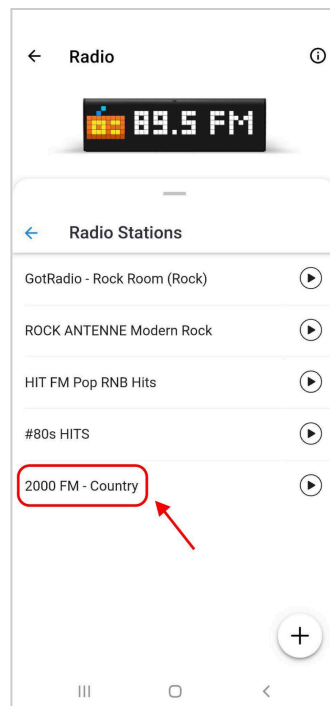 Radio
89.5 FM
Radio Stations
GotRadio - Rock Room (Rock)
ROCK ANTENNE Modern Rock
HIT FM Pop RNB Hits
#80s HITS
2000 FM - Country